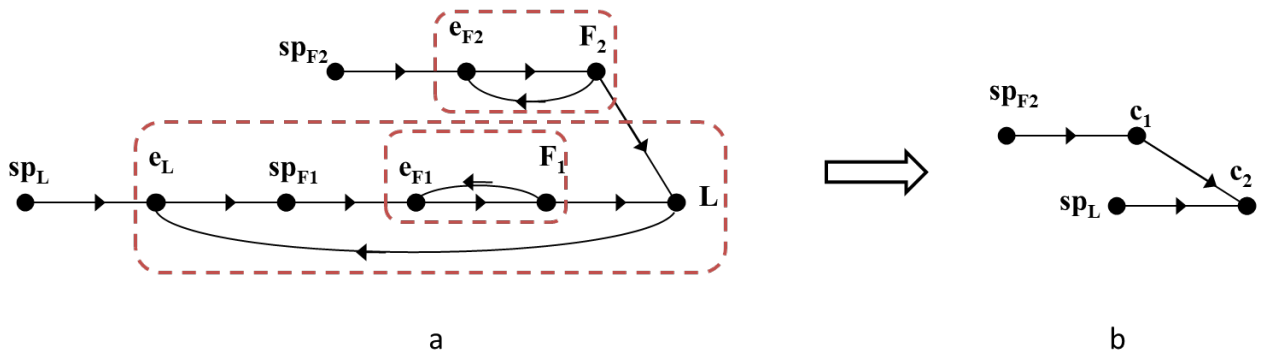 sp_F2 e_F2 F_2
sp_L e_L sp_F1 e_F1 F_1 L
a
sp_F2 c_1
sp_L c_2
b